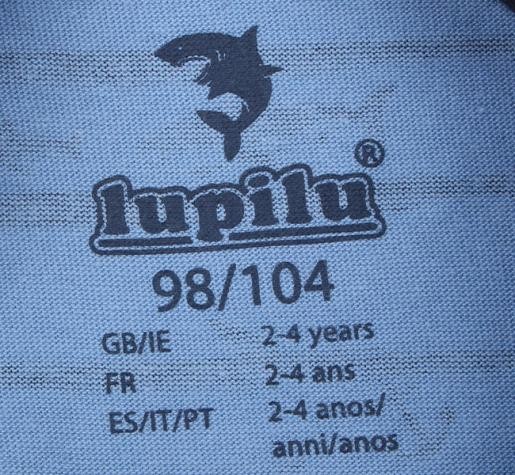 lupilu®
98/104
GB/IE 2-4 years
FR 2-4 ans
ES/IT/PT 2-4 anos/
anni/anos